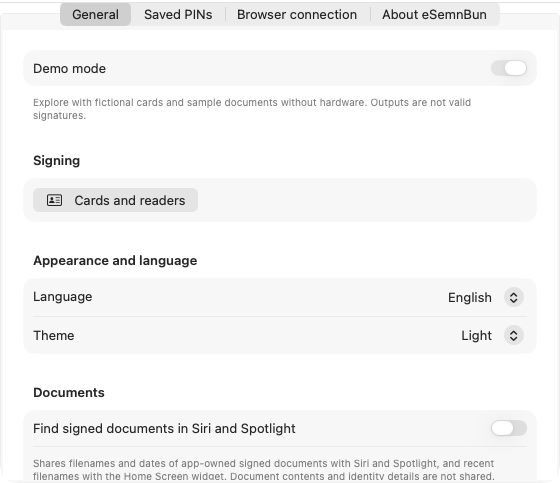 General
Saved PINs
Browser connection
About eSemnBun
Demo mode
Explore with fictional cards and sample documents without hardware. Outputs are not valid
signatures.
Signing
Cards and readers
Appearance and language
Language
English
Theme
Light
Documents
Find signed documents in Siri and Spotlight
Shares filenames and dates of app-owned signed documents with Siri and Spotlight, and recent
filenames with the Home Screen widget. Document contents and identity details are not shared.